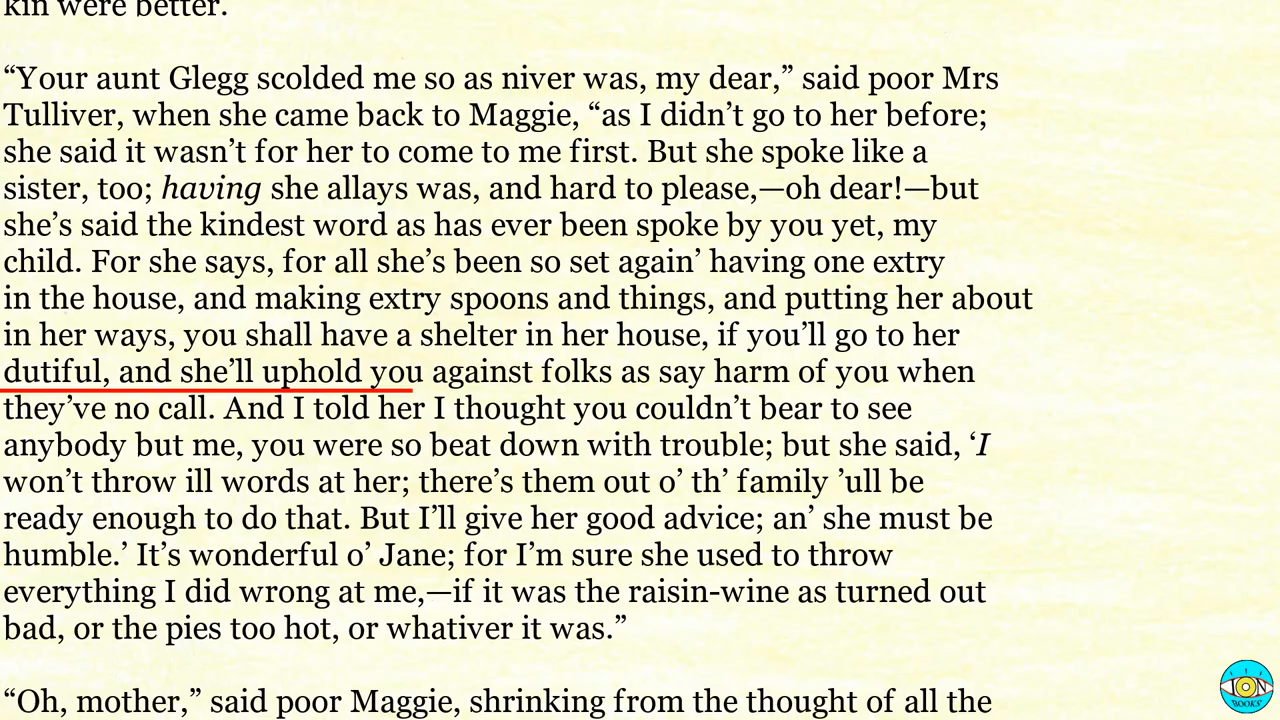 kin were better.
“Your aunt Glegg scolded me so as niver was, my dear,” said poor Mrs
Tulliver, when she came back to Maggie, “as I didn’t go to her before;
she said it wasn’t for her to come to me first. But she spoke like a
sister, too; having she allays was, and hard to please,—oh dear!—but
she’s said the kindest word as has ever been spoke by you yet, my
child. For she says, for all she’s been so set again’ having one extry
in the house, and making extry spoons and things, and putting her about
in her ways, you shall have a shelter in her house, if you’ll go to her
dutiful, and she’ll uphold you against folks as say harm of you when
they’ve no call. And I told her I thought you couldn’t bear to see
anybody but me, you were so beat down with trouble; but she said, ‘I
won’t throw ill words at her; there’s them out o’ th’ family ’ull be
ready enough to do that. But I’ll give her good advice; an’ she must be
humble.’ It’s wonderful o’ Jane; for I’m sure she used to throw
everything I did wrong at me,—if it was the raisin-wine as turned out
bad, or the pies too hot, or whativer it was.”
“Oh, mother,” said poor Maggie, shrinking from the thought of all the
ION
BOOKS